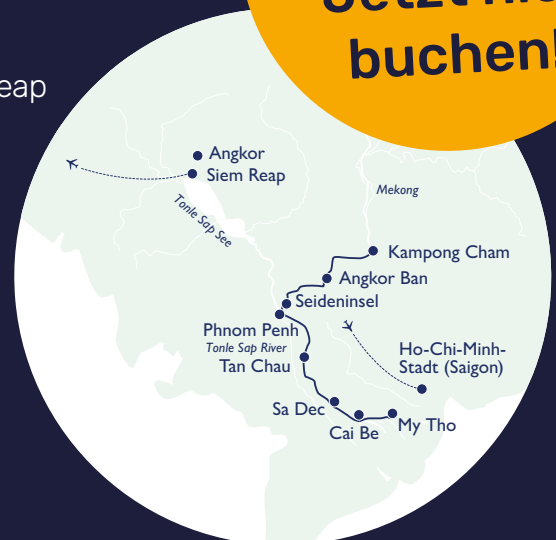 buchen!
eap
Angkor
Siem Reap
Mekong
Tonle Sap See
Kampong Cham
Angkor Ban
Seideninsel
Phnom Penh
Tonle Sap River
Tan Chau
Ho-Chi-Minh-
Stadt (Saigon)
Sa Dec
Cai Be
My Tho